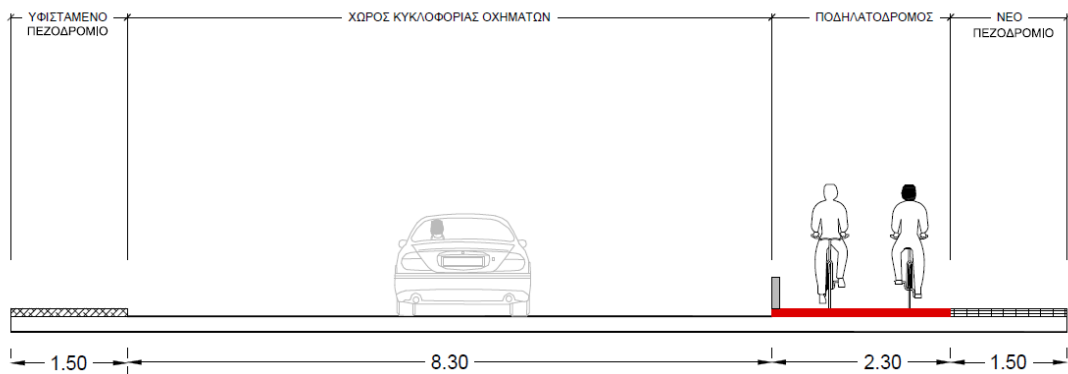 ΥΦΙΣΤΑΜΕΝΟ
ΠΕΖΟΔΡΟΜΙΟ
ΧΩΡΟΣ ΚΥΚΛΟΦΟΡΙΑΣ ΟΧΗΜΑΤΩΝ
ΠΟΔΗΛΑΤΟΔΡΟΜΟΣ
ΝΕΟ
ΠΕΖΟΔΡΟΜΙΟ
1.50
8.30
2.30
1.50